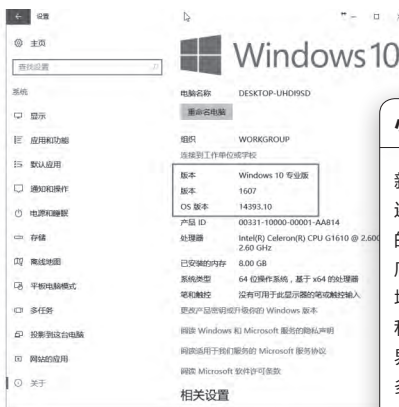 设置
主页
查找设置
系统
显示
应用和功能
默认应用
通知和操作
电源和睡眠
存储
离线地图
平板电脑模式
多任务
投影到这台电脑
网站的应用
关于
Windows 10
电脑名称 DESKTOP-UHDI9SD
重命名电脑
组织 WORKGROUP
连接到工作单位或学校
版本 Windows 10 专业版
版本 1607
OS 版本 14393.10
产品 ID 00331-10000-00001-AA814
处理器 Intel(R) Celeron(R) CPU G1610 @ 2.60
2.60 GHz
已安装的内存 8.00 GB
系统类型 64 位操作系统，基于 x64 的处理器
笔和触控 没有可用于此显示器的笔或触控输入
更改产品密钥或升级你的 Windows 版本
阅读 Windows 和 Microsoft 服务的隐私声明
阅读适用于我们服务的 Microsoft 服务协议
阅读 Microsoft 软件许可条款
相关设置